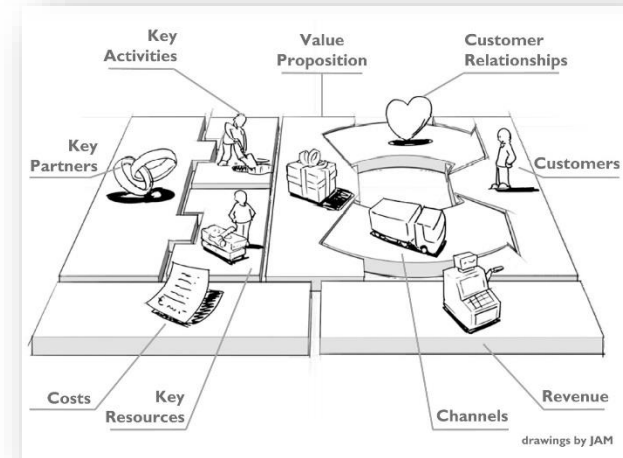 Key
Activities
Value
Proposition
Customer
Relationships
Key
Partners
Customers
Costs
Key
Resources
Channels
Revenue
drawings by JAM